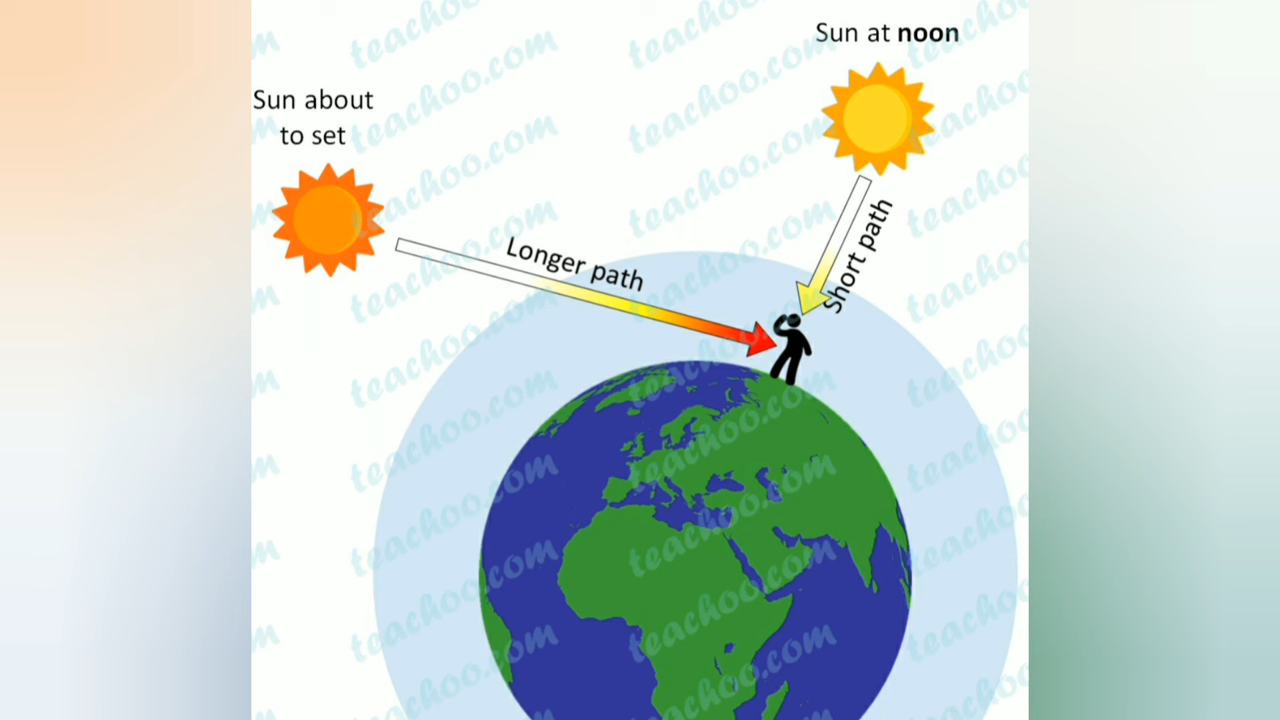 Sun at noon
Sun about
to set
Longer path
Short path
teachoo.com